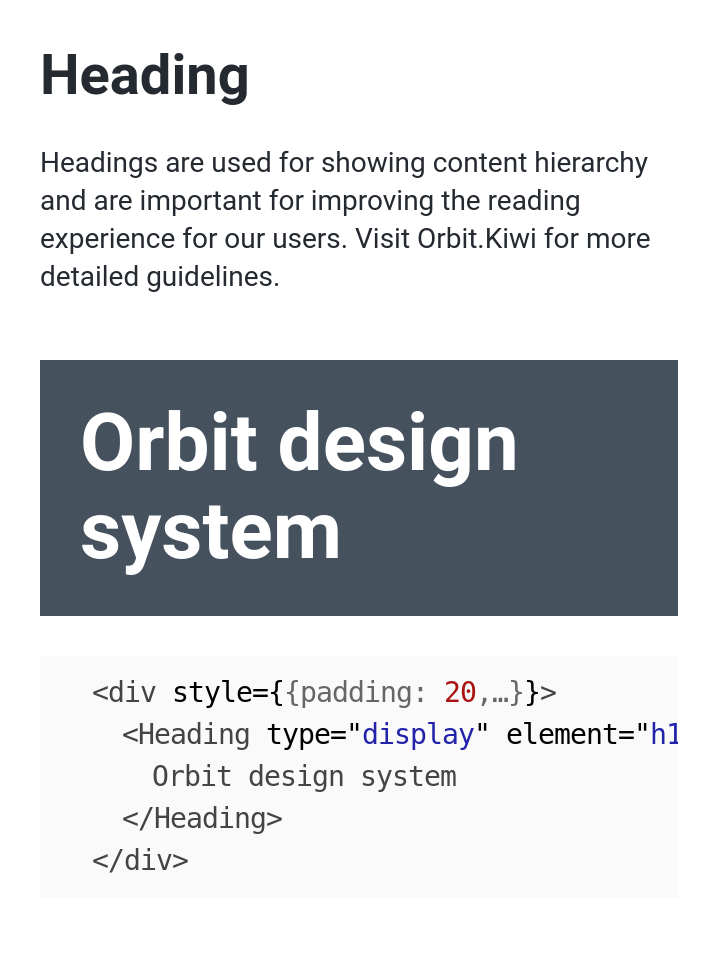 Heading
Headings are used for showing content hierarchy
and are important for improving the reading
experience for our users. Visit Orbit.Kiwi for more
detailed guidelines.
Orbit design
system
<div style={{padding: 20,…}}>
<Heading type="display" element="h1
Orbit design system
</Heading>
</div>